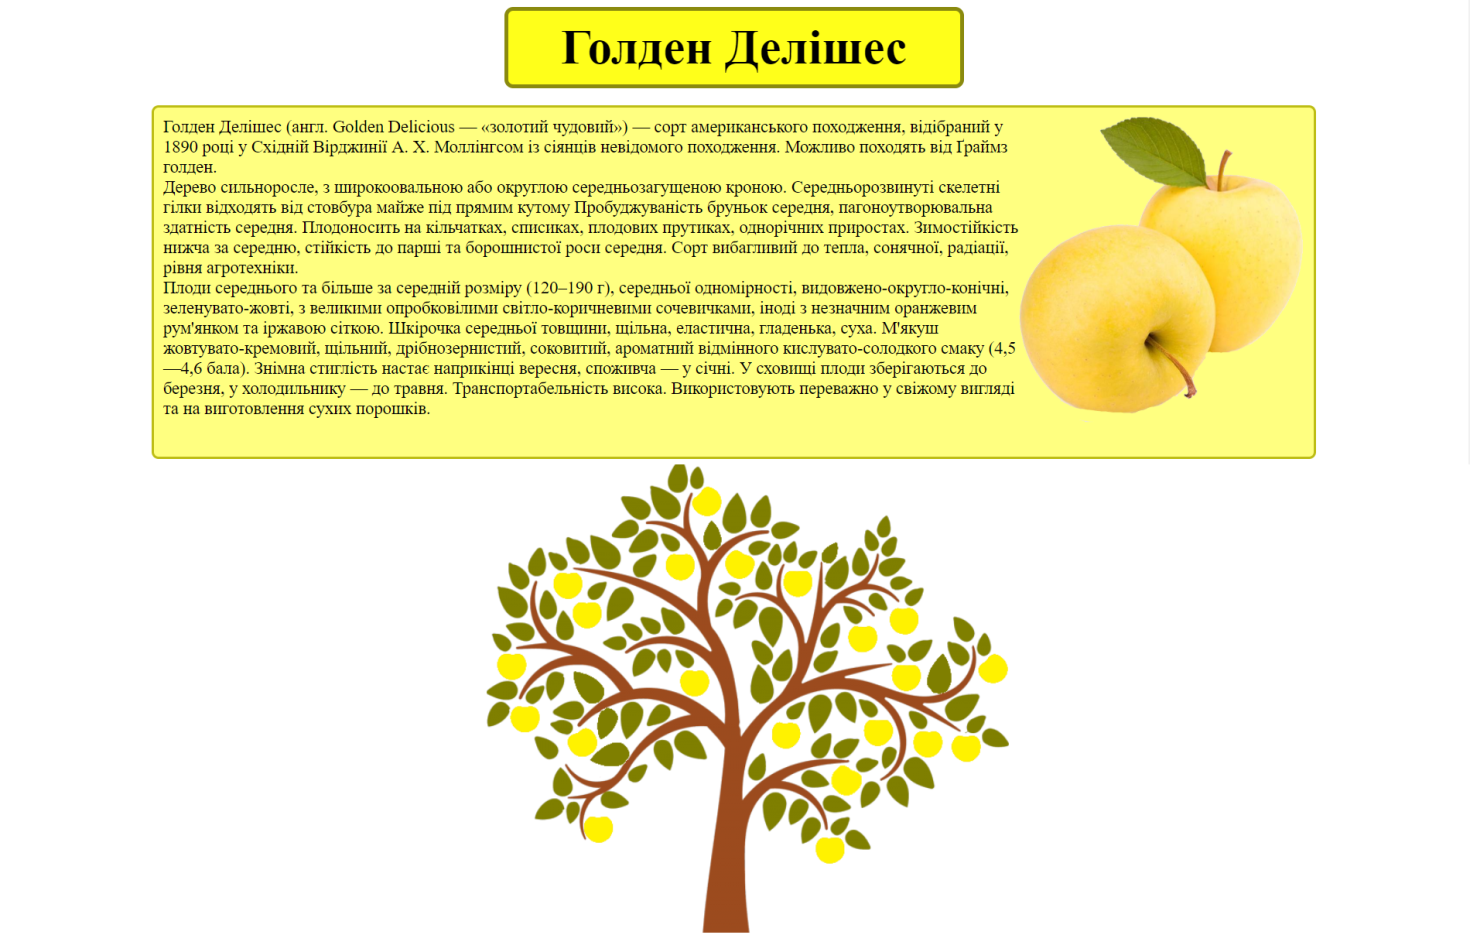 Голден Делішес
Голден Делішес (англ. Golden Delicious — «золотий чудовий») — сорт американського походження, відібраний у
1890 році у Східній Вірджинії А. Х. Моллінгсом із сіянців невідомого походження. Можливо походять від Ґраймз
голден.
Дерево сильноросле, з широкоовальною або округлою середньозагущеною кроною. Середньорозвинуті скелетні
гілки відходять від стовбура майже під прямим кутому Пробуджуваність бруньок середня, пагоноутворювальна
здатність середня. Плодоносить на кільчатках, списиках, плодових прутиках, однорічних приростах. Зимостійкість
нижча за середню, стійкість до парші та борошнистої роси середня. Сорт вибагливий до тепла, сонячної, радіації,
рівня агротехніки.
Плоди середнього та більше за середній розміру (120–190 г), середньої одномірності, видовжено-округло-конічні,
зеленувато-жовті, з великими опробковілими світло-коричневими сочевичками, іноді з незначним оранжевим
рум'янком та іржавою сіткою. Шкірочка середньої товщини, щільна, еластична, гладенька, суха. М'якуш
жовтувато-кремовий, щільний, дрібнозернистий, соковитий, ароматний відмінного кислувато-солодкого смаку (4,5
—4,6 бала). Знімна стиглість настає наприкінці вересня, споживча — у січні. У сховищі плоди зберігаються до
березня, у холодильнику — до травня. Транспортабельність висока. Використовують переважно у свіжому вигляді
та на виготовлення сухих порошків.